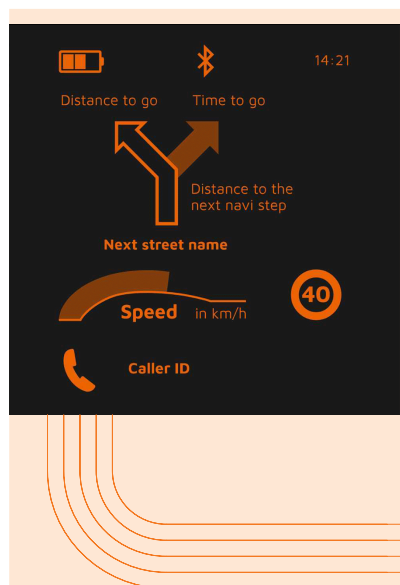 14:21
Distance to go
Time to go
Distance to the
next navi step
Next street name
Speed in km/h
40
Caller ID